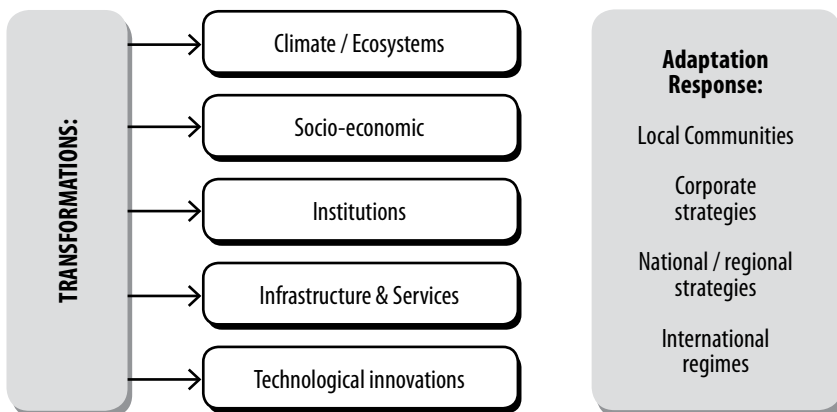 TRANSFORMATIONS:
Climate / Ecosystems
Socio-economic
Institutions
Infrastructure & Services
Technological innovations
Adaptation
Response:
Local Communities
Corporate
strategies
National / regional
strategies
International
regimes